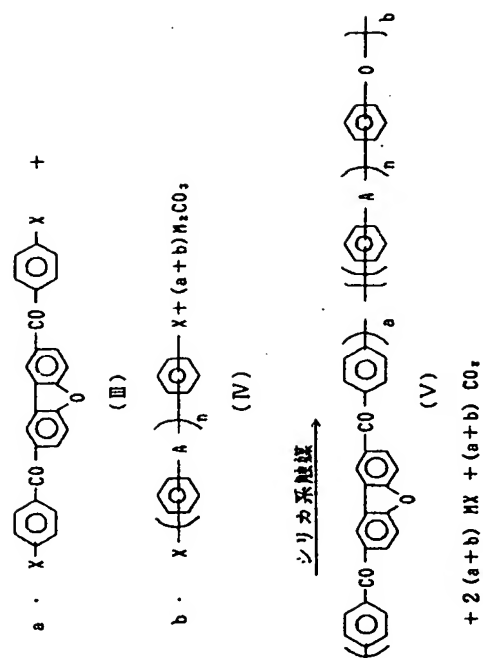 a · X CO O CO X +
(III)
b · X A n X + (a+b) M₂CO₃
(IV)
シリカ系触媒
CO O CO a A n O b
(V)
+ 2 (a+b) MX + (a+b) CO₂